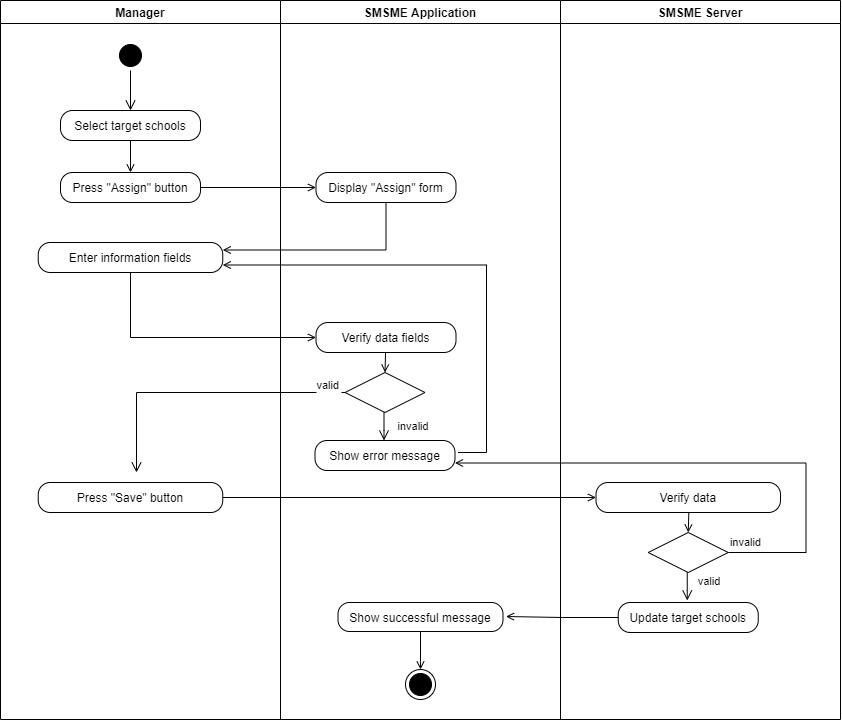 Manager
SMSME Application
SMSME Server
Select target schools
Press "Assign" button
Display "Assign" form
Enter information fields
Verify data fields
valid
invalid
Show error message
Press "Save" button
Verify data
invalid
valid
Show successful message
Update target schools